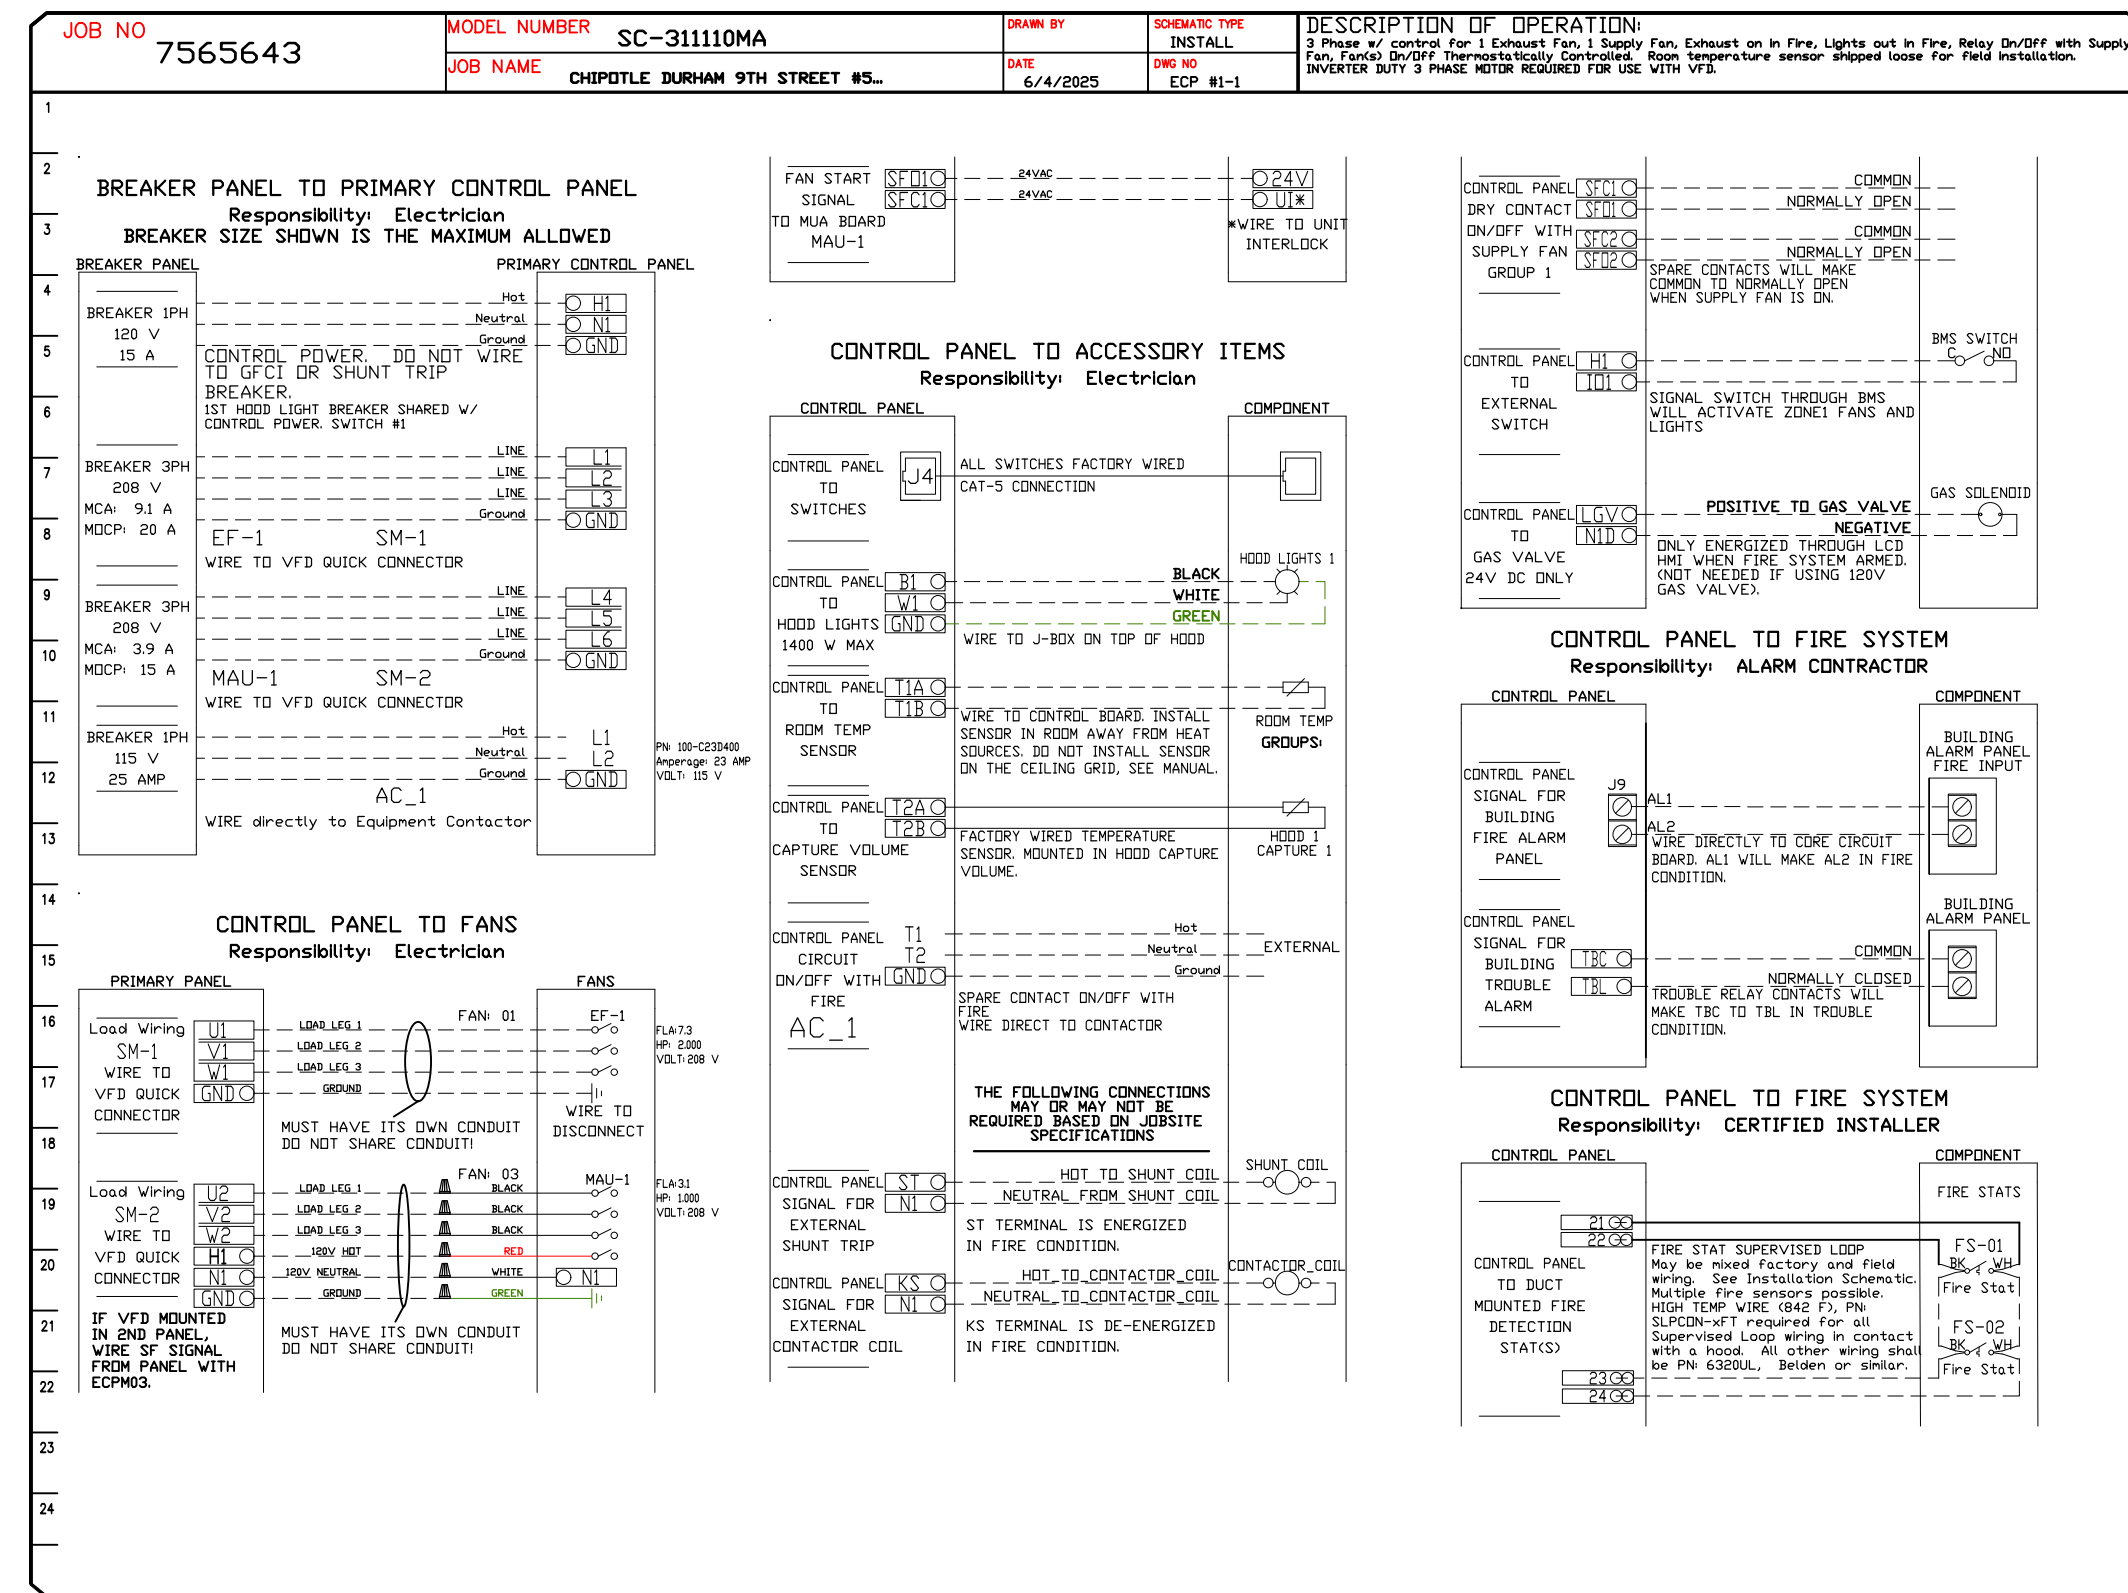 JOB NO
7565643
MODEL NUMBER
SC-311110MA
JOB NAME
CHIPOTLE DURHAM 9TH STREET #5...
DRAWN BY
DATE
6/4/2025
SCHEMATIC TYPE
INSTALL
DWG NO
ECP #1-1
DESCRIPTION OF OPERATION:
3 Phase w/ control for 1 Exhaust Fan, 1 Supply Fan, Exhaust on in Fire, Lights out in Fire, Relay On/Off with Supply
Fan, Fan(s) On/Off Thermostatically Controlled. Room temperature sensor shipped loose for field installation.
INVERTER DUTY 3 PHASE MOTOR REQUIRED FOR USE WITH VFD.
1
2
3
4
5
6
7
8
9
10
11
12
13
14
15
16
17
18
19
20
21
22
23
24
BREAKER PANEL TO PRIMARY CONTROL PANEL
Responsibility: Electrician
BREAKER SIZE SHOWN IS THE MAXIMUM ALLOWED
BREAKER PANEL
PRIMARY CONTROL PANEL
BREAKER 1PH
120 V
15 A
Hot
H1
Neutral
N1
Ground
GND
CONTROL POWER. DO NOT WIRE
TO GFCI OR SHUNT TRIP
BREAKER.
1ST HOOD LIGHT BREAKER SHARED W/
CONTROL POWER. SWITCH #1
BREAKER 3PH
208 V
MCA: 9.1 A
MOCP: 20 A
LINE
L1
LINE
L2
LINE
L3
Ground
GND
EF-1 SM-1
WIRE TO VFD QUICK CONNECTOR
BREAKER 3PH
208 V
MCA: 3.9 A
MOCP: 15 A
LINE
L4
LINE
L5
LINE
L6
Ground
GND
MAU-1 SM-2
WIRE TO VFD QUICK CONNECTOR
BREAKER 1PH
115 V
25 AMP
Hot
L1
Neutral
L2
Ground
GND
PN: 100-C23D400
Amperage: 23 AMP
VOLT: 115 V
AC_1
WIRE directly to Equipment Contactor
CONTROL PANEL TO FANS
Responsibility: Electrician
PRIMARY PANEL
FANS
Load Wiring
SM-1
WIRE TO
VFD QUICK
CONNECTOR
U1
V1
W1
GND
LOAD LEG 1
LOAD LEG 2
LOAD LEG 3
GROUND
FAN: 01
EF-1
FLA:7.3
HP: 2.000
VOLT:208 V
WIRE TO
DISCONNECT
MUST HAVE ITS OWN CONDUIT
DO NOT SHARE CONDUIT!
Load Wiring
SM-2
WIRE TO
VFD QUICK
CONNECTOR
U2
V2
W2
H1
N1
GND
LOAD LEG 1
LOAD LEG 2
LOAD LEG 3
120V HOT
120V NEUTRAL
GROUND
FAN: 03
BLACK
BLACK
BLACK
RED
WHITE
GREEN
MAU-1
N1
FLA:3.1
HP: 1.000
VOLT:208 V
MUST HAVE ITS OWN CONDUIT
DO NOT SHARE CONDUIT!
IF VFD MOUNTED
IN 2ND PANEL,
WIRE SF SIGNAL
FROM PANEL WITH
ECPM03.
FAN START
SIGNAL
TO MUA BOARD
MAU-1
SFO1
SFC1
24VAC
24VAC
24V
UI*
*WIRE TO UNIT
INTERLOCK
CONTROL PANEL TO ACCESSORY ITEMS
Responsibility: Electrician
CONTROL PANEL
COMPONENT
CONTROL PANEL
TO
SWITCHES
J4
ALL SWITCHES FACTORY WIRED
CAT-5 CONNECTION
CONTROL PANEL
TO
HOOD LIGHTS
1400 W MAX
B1
W1
GND
BLACK
WHITE
GREEN
HOOD LIGHTS 1
WIRE TO J-BOX ON TOP OF HOOD
CONTROL PANEL
TO
ROOM TEMP
SENSOR
T1A
T1B
WIRE TO CONTROL BOARD. INSTALL
SENSOR IN ROOM AWAY FROM HEAT
SOURCES. DO NOT INSTALL SENSOR
ON THE CEILING GRID, SEE MANUAL.
ROOM TEMP
GROUPS:
CONTROL PANEL
TO
CAPTURE VOLUME
SENSOR
T2A
T2B
FACTORY WIRED TEMPERATURE
SENSOR. MOUNTED IN HOOD CAPTURE
VOLUME.
HOOD 1
CAPTURE 1
CONTROL PANEL
CIRCUIT
ON/OFF WITH
FIRE
AC_1
T1
T2
GND
Hot
Neutral
Ground
EXTERNAL
SPARE CONTACT ON/OFF WITH
FIRE
WIRE DIRECT TO CONTACTOR
THE FOLLOWING CONNECTIONS
MAY OR MAY NOT BE
REQUIRED BASED ON JOBSITE
SPECIFICATIONS
CONTROL PANEL
SIGNAL FOR
EXTERNAL
SHUNT TRIP
ST
N1
HOT TO SHUNT COIL
NEUTRAL FROM SHUNT COIL
SHUNT COIL
ST TERMINAL IS ENERGIZED
IN FIRE CONDITION.
CONTROL PANEL
SIGNAL FOR
EXTERNAL
CONTACTOR COIL
KS
N1
HOT TO CONTACTOR COIL
NEUTRAL TO CONTACTOR COIL
CONTACTOR COIL
KS TERMINAL IS DE-ENERGIZED
IN FIRE CONDITION.
CONTROL PANEL
DRY CONTACT
ON/OFF WITH
SUPPLY FAN
GROUP 1
SFC1
SFO1
SFC2
SFO2
COMMON
NORMALLY OPEN
COMMON
NORMALLY OPEN
SPARE CONTACTS WILL MAKE
COMMON TO NORMALLY OPEN
WHEN SUPPLY FAN IS ON.
CONTROL PANEL
TO
EXTERNAL
SWITCH
H1
IO1
BMS SWITCH
C
NO
SIGNAL SWITCH THROUGH BMS
WILL ACTIVATE ZONE1 FANS AND
LIGHTS
CONTROL PANEL
TO
GAS VALVE
24V DC ONLY
LGV
N1D
POSITIVE TO GAS VALVE
NEGATIVE
GAS SOLENOID
ONLY ENERGIZED THROUGH LCD
HMI WHEN FIRE SYSTEM ARMED.
(NOT NEEDED IF USING 120V
GAS VALVE).
CONTROL PANEL TO FIRE SYSTEM
Responsibility: ALARM CONTRACTOR
CONTROL PANEL
COMPONENT
CONTROL PANEL
SIGNAL FOR
BUILDING
FIRE ALARM
PANEL
J9
AL1
AL2
WIRE DIRECTLY TO CORE CIRCUIT
BOARD. AL1 WILL MAKE AL2 IN FIRE
CONDITION.
BUILDING
ALARM PANEL
FIRE INPUT
CONTROL PANEL
SIGNAL FOR
BUILDING
TROUBLE
ALARM
TBC
TBL
COMMON
NORMALLY CLOSED
TROUBLE RELAY CONTACTS WILL
MAKE TBC TO TBL IN TROUBLE
CONDITION.
BUILDING
ALARM PANEL
CONTROL PANEL TO FIRE SYSTEM
Responsibility: CERTIFIED INSTALLER
CONTROL PANEL
COMPONENT
FIRE STATS
CONTROL PANEL
TO DUCT
MOUNTED FIRE
DETECTION
STAT(S)
21
22
23
24
FIRE STAT SUPERVISED LOOP
May be mixed factory and field
wiring. See Installation Schematic.
Multiple fire sensors possible.
HIGH TEMP WIRE (842 F), PN:
SLPCON-xFT required for all
Supervised Loop wiring in contact
with a hood. All other wiring shall
be PN: 6320UL, Belden or similar.
FS-01
BK
WH
Fire Stat
FS-02
BK
WH
Fire Stat